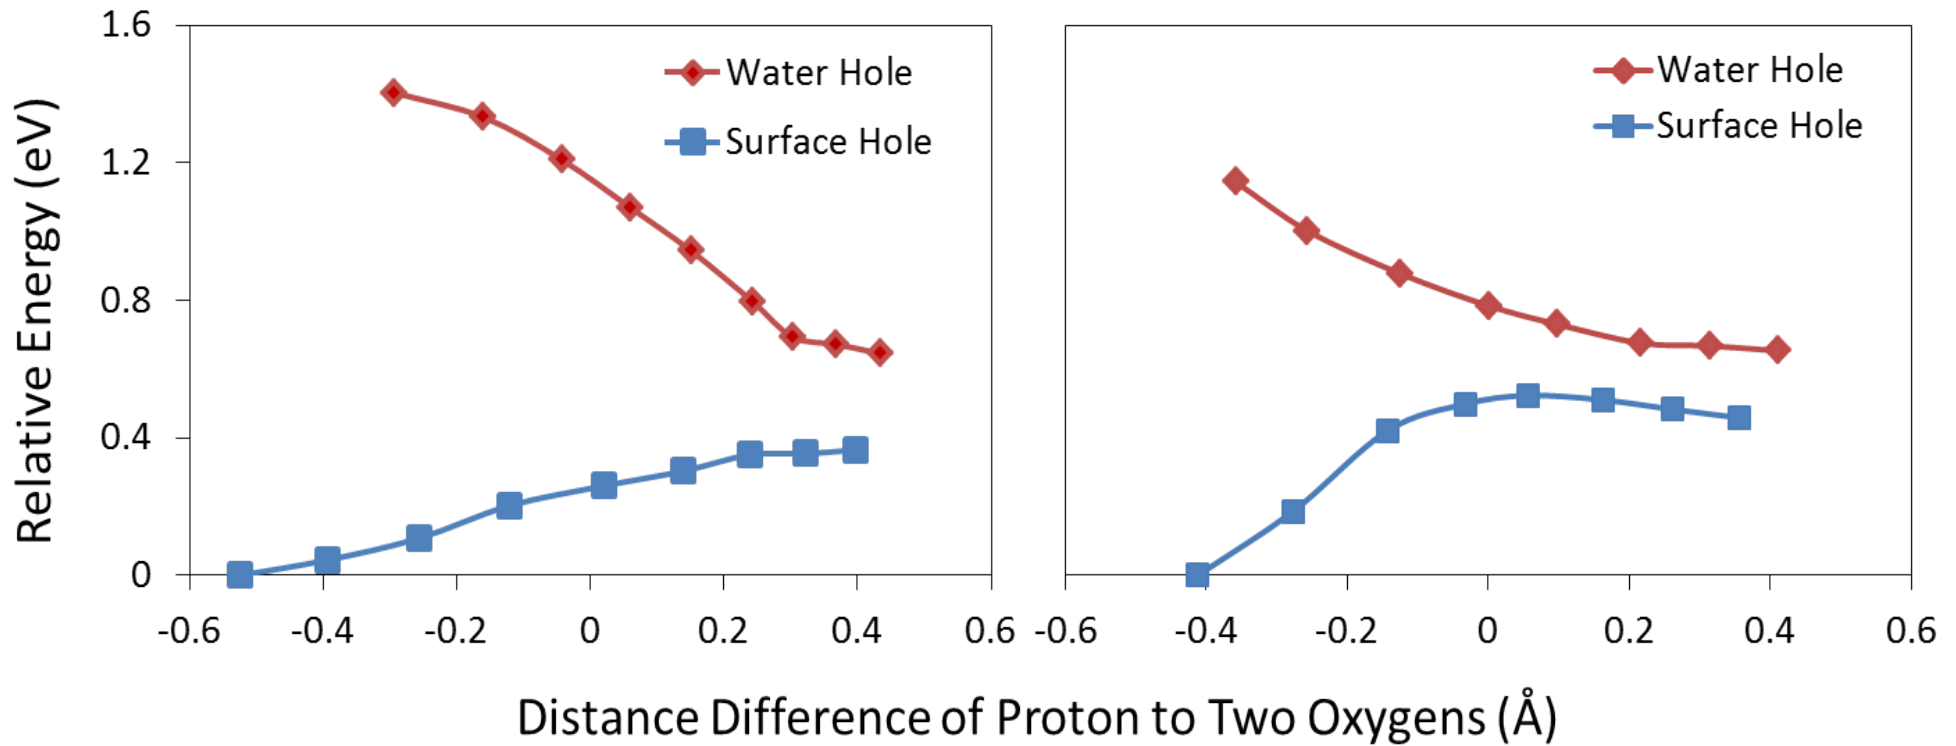 1.6
1.2
0.8
0.4
0
Relative Energy (eV)
Water Hole
Surface Hole
-0.6 -0.4 -0.2 0 0.2 0.4 0.6
Water Hole
Surface Hole
-0.6 -0.4 -0.2 0 0.2 0.4 0.6
Distance Difference of Proton to Two Oxygens (Å)